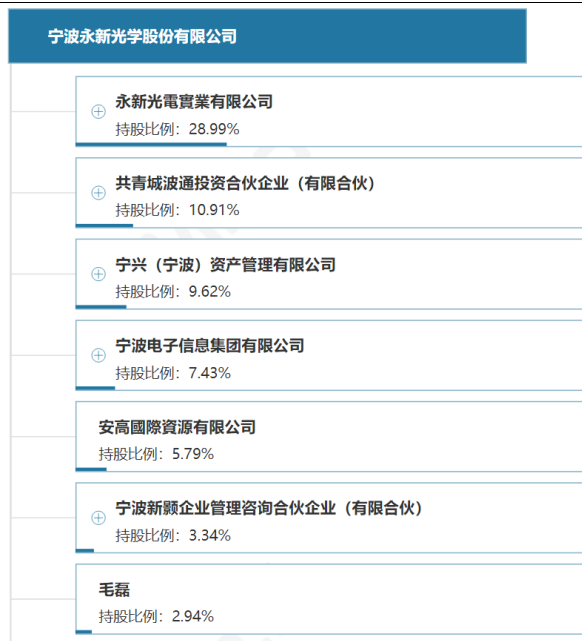 宁波永新光学股份有限公司
永新光電實業有限公司
持股比例：28.99%
共青城波通投资合伙企业（有限合伙）
持股比例：10.91%
宁兴（宁波）资产管理有限公司
持股比例：9.62%
宁波电子信息集团有限公司
持股比例：7.43%
安高國際資源有限公司
持股比例：5.79%
宁波新颢企业管理咨询合伙企业（有限合伙）
持股比例：3.34%
毛磊
持股比例：2.94%